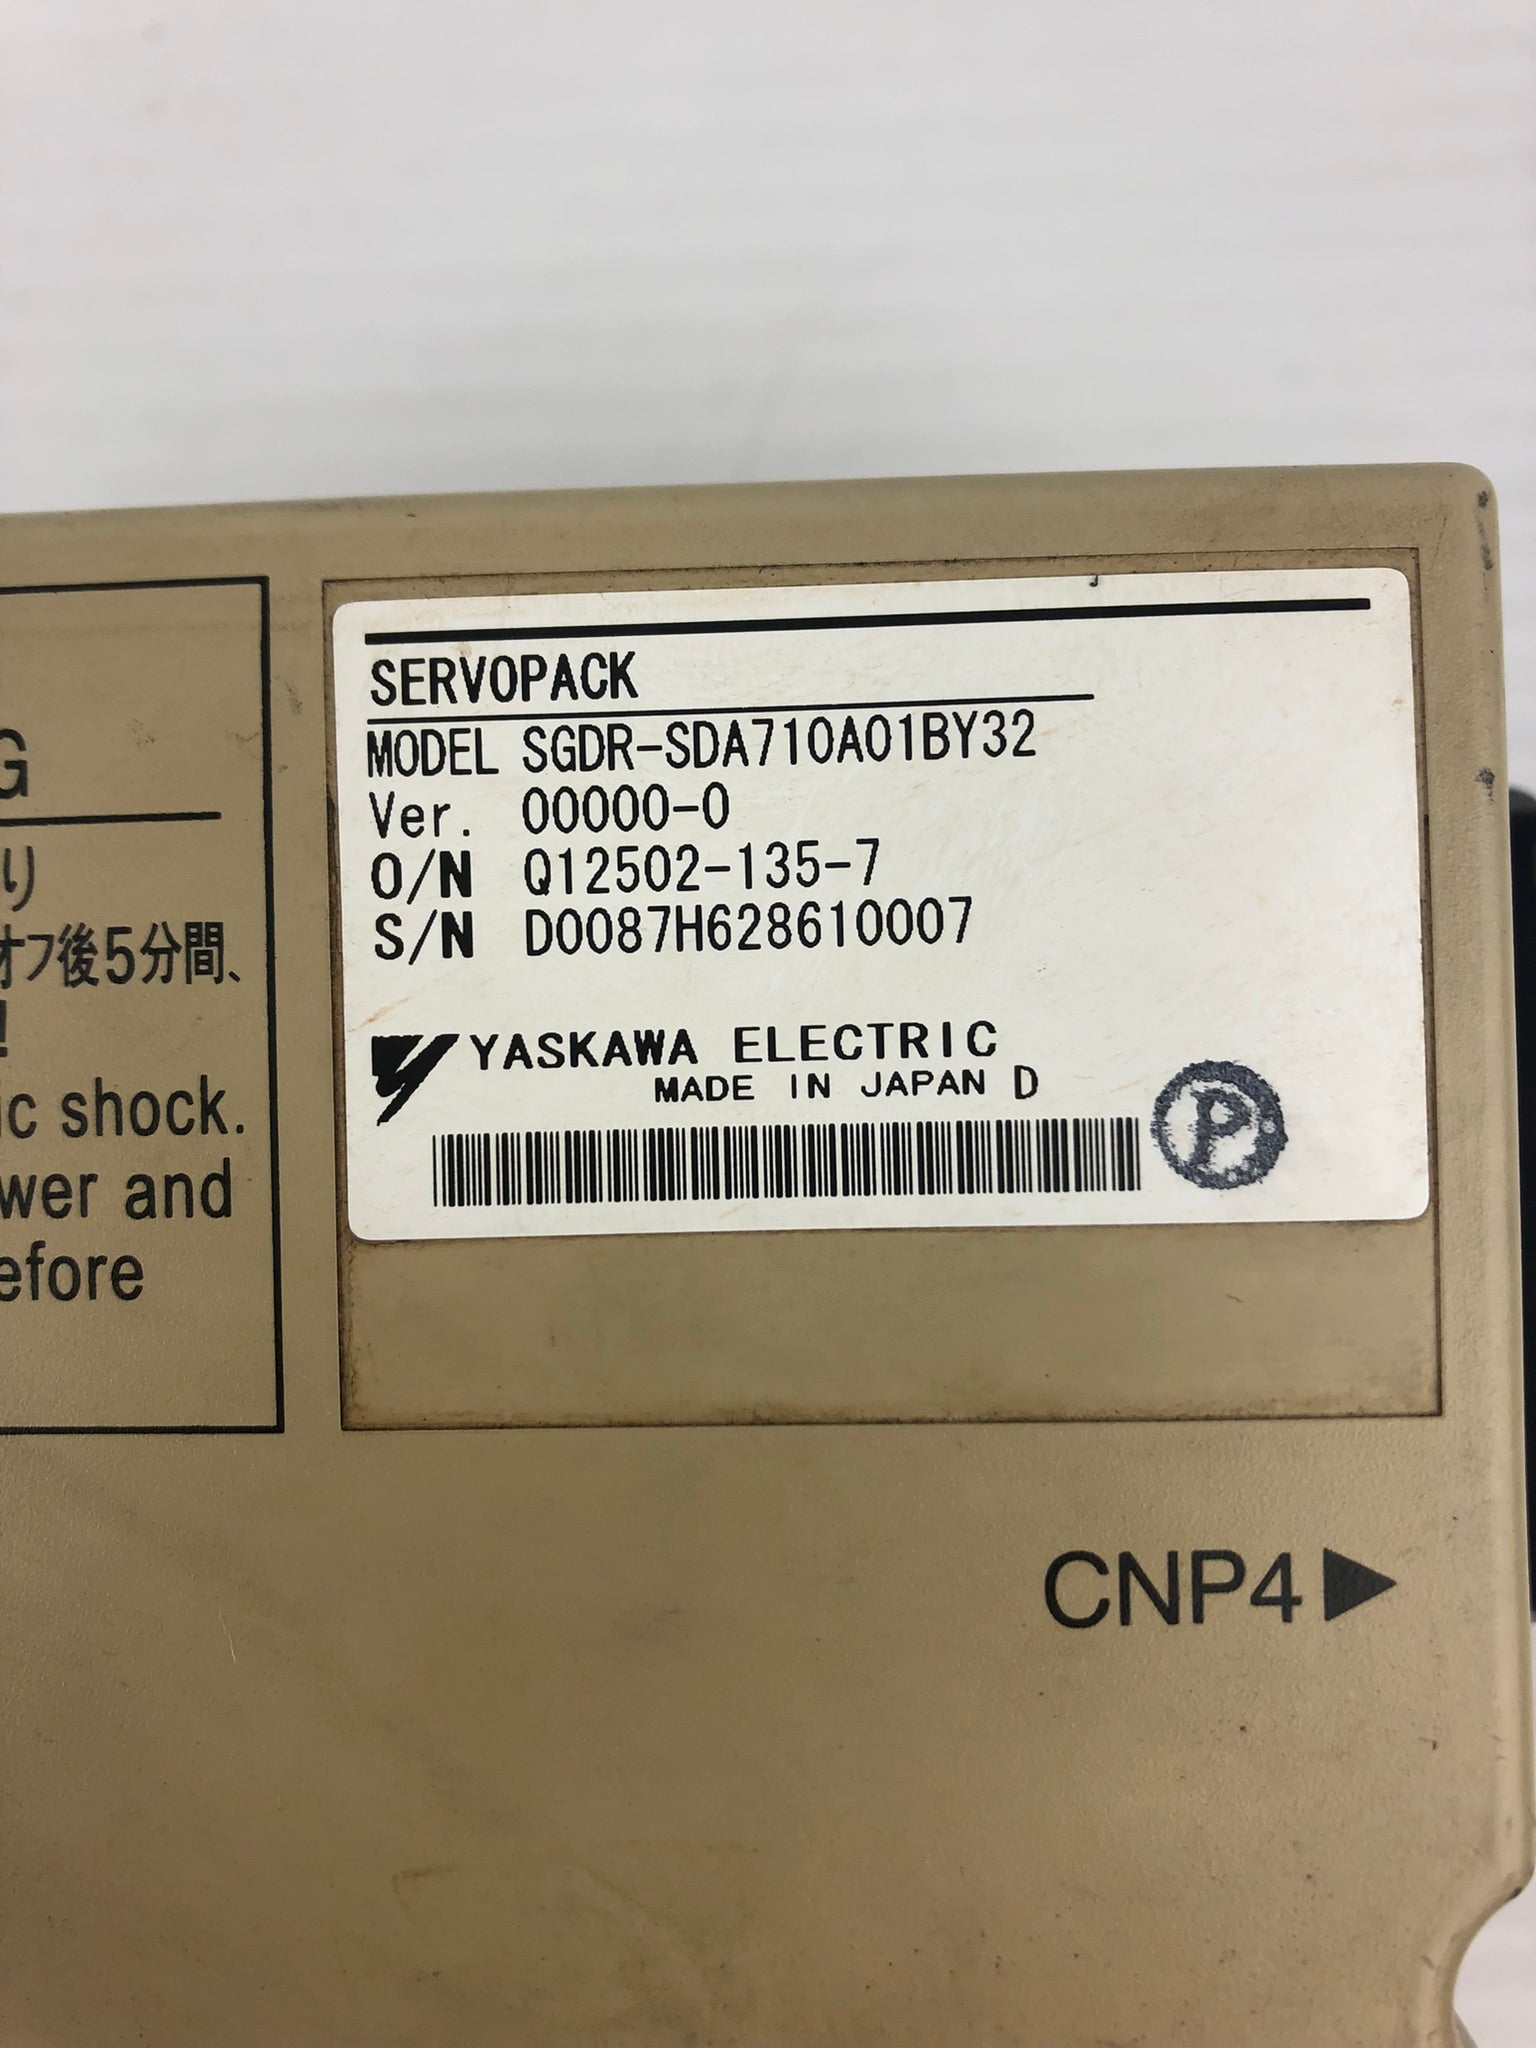 SERVOPACK
MODEL SGDR-SDA710A01BY32
Ver. 00000-0
O/N Q12502-135-7
S/N D0087H628610007
YASKAWA ELECTRIC
MADE IN JAPAN D
P
G
り
オフ後5分間、
!
ic shock.
wer and
efore
CNP4